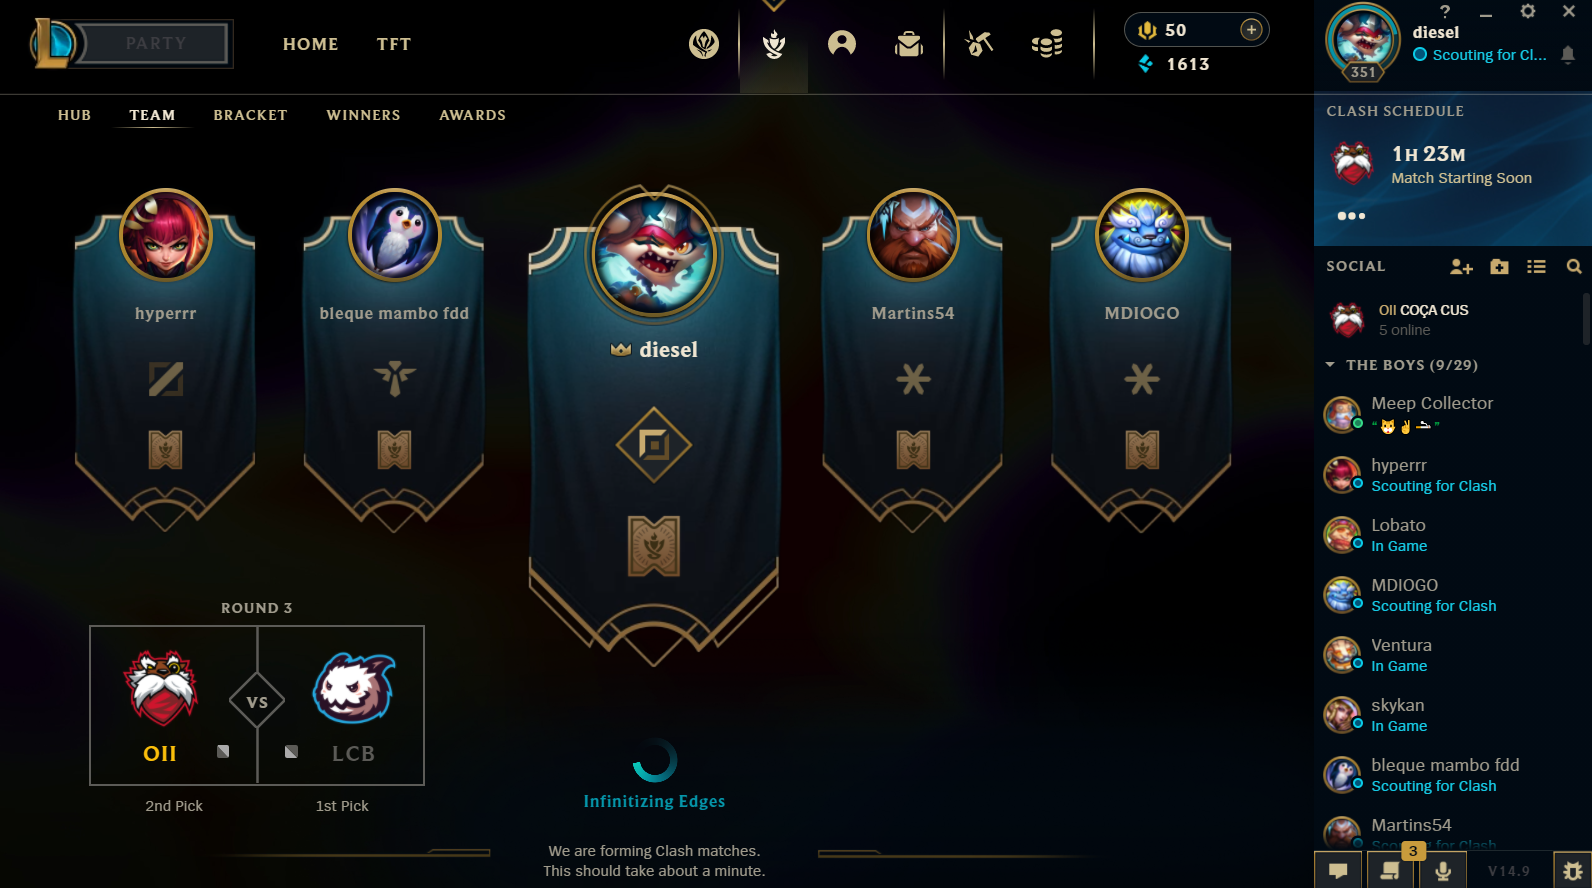 PARTY
HOME
TFT
50
1613
?
diesel
Scouting for Cl...
351
HUB
TEAM
BRACKET
WINNERS
AWARDS
CLASH SCHEDULE
1H 23M
Match Starting Soon
hyperrr
bleque mambo fdd
diesel
Martins54
MDIOGO
ROUND 3
VS
OII
LCB
2nd Pick
1st Pick
Infinitizing Edges
We are forming Clash matches.
This should take about a minute.
SOCIAL
OII COÇA CUS
5 online
THE BOYS (9/29)
Meep Collector
" 🐱✌🚬 "
hyperrr
Scouting for Clash
Lobato
In Game
MDIOGO
Scouting for Clash
Ventura
In Game
skykan
In Game
bleque mambo fdd
Scouting for Clash
Martins54
Scouting for Clash
3
V14.9